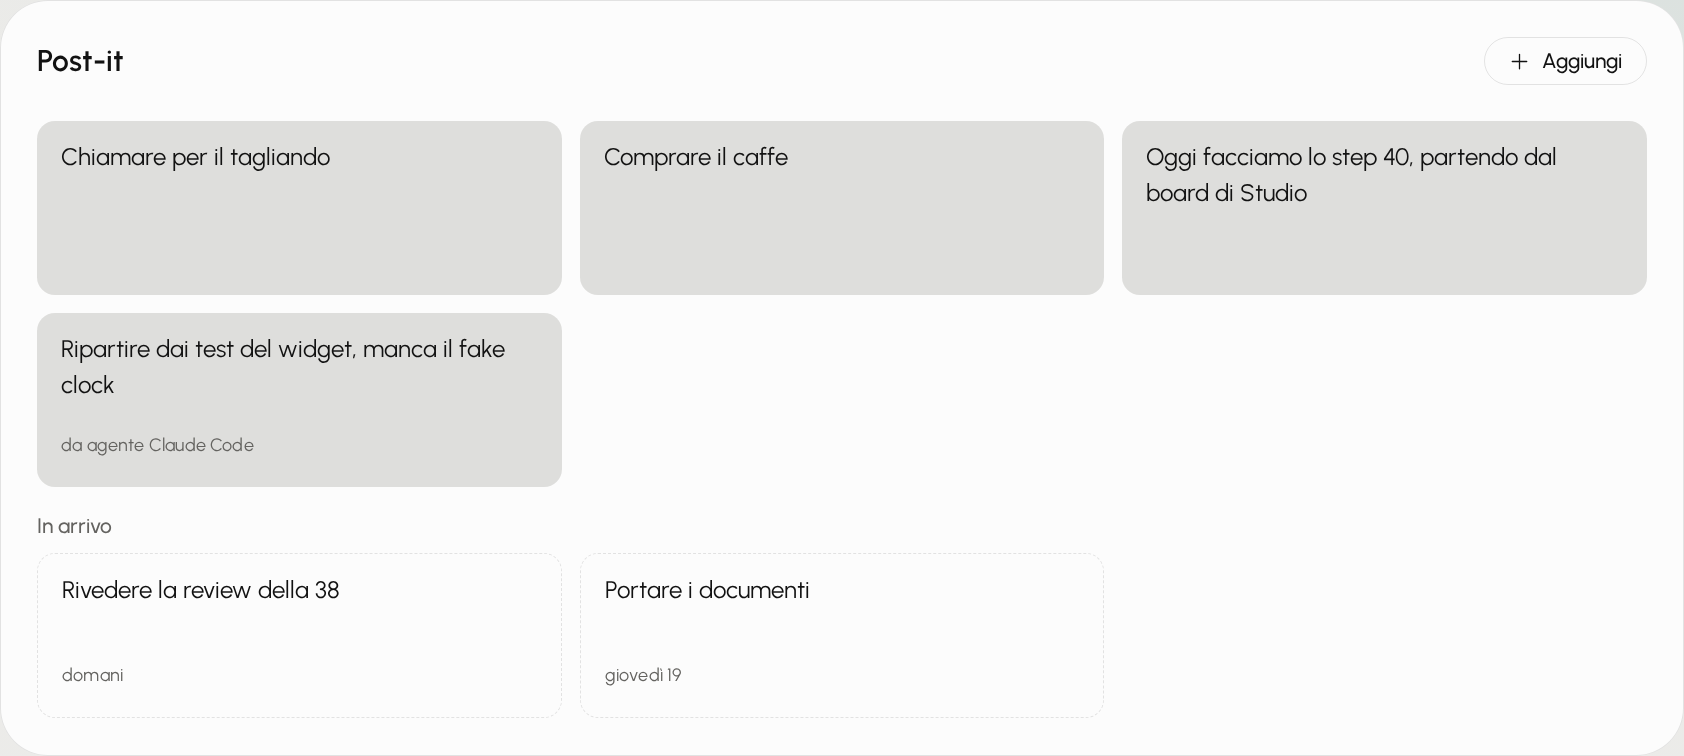 Post-it
Aggiungi
Chiamare per il tagliando
Comprare il caffe
Oggi facciamo lo step 40, partendo dal
board di Studio
Ripartire dai test del widget, manca il fake
clock
da agente Claude Code
In arrivo
Rivedere la review della 38
domani
Portare i documenti
giovedì 19